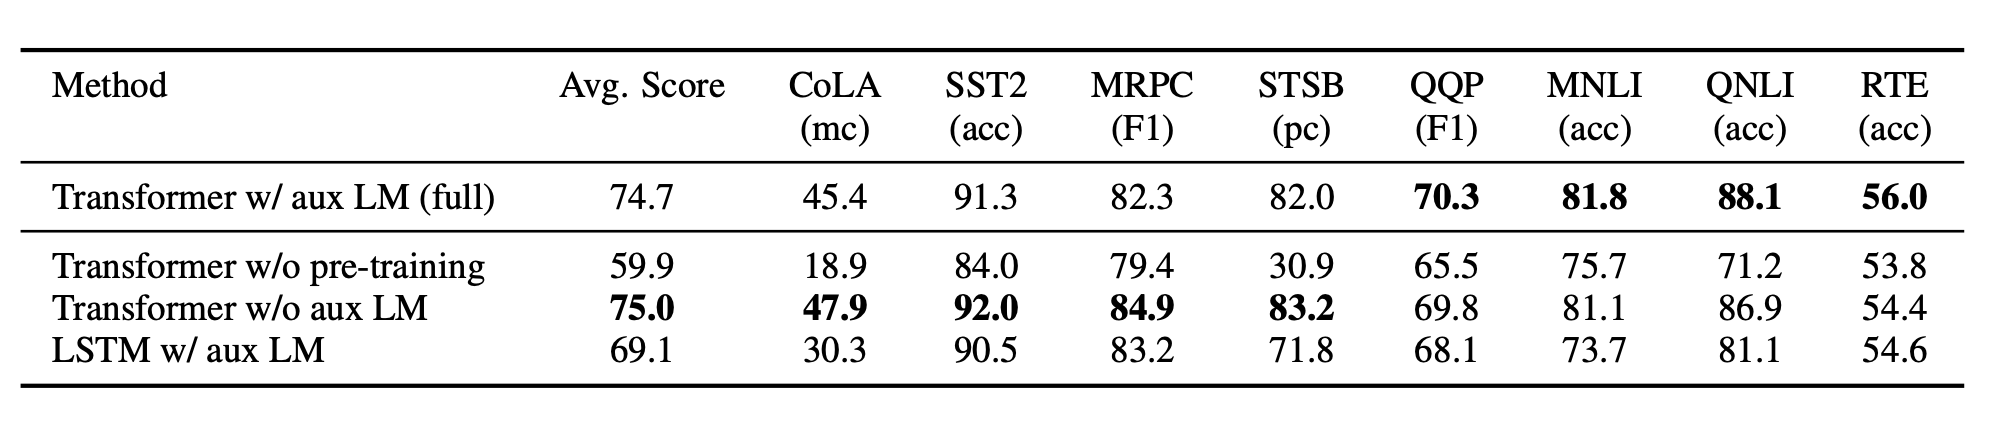 Method Avg. Score CoLA SST2 MRPC STSB QQP MNLI QNLI RTE
(mc) (acc) (F1) (pc) (F1) (acc) (acc) (acc)
Transformer w/ aux LM (full) 74.7 45.4 91.3 82.3 82.0 70.3 81.8 88.1 56.0
Transformer w/o pre-training 59.9 18.9 84.0 79.4 30.9 65.5 75.7 71.2 53.8
Transformer w/o aux LM 75.0 47.9 92.0 84.9 83.2 69.8 81.1 86.9 54.4
LSTM w/ aux LM 69.1 30.3 90.5 83.2 71.8 68.1 73.7 81.1 54.6